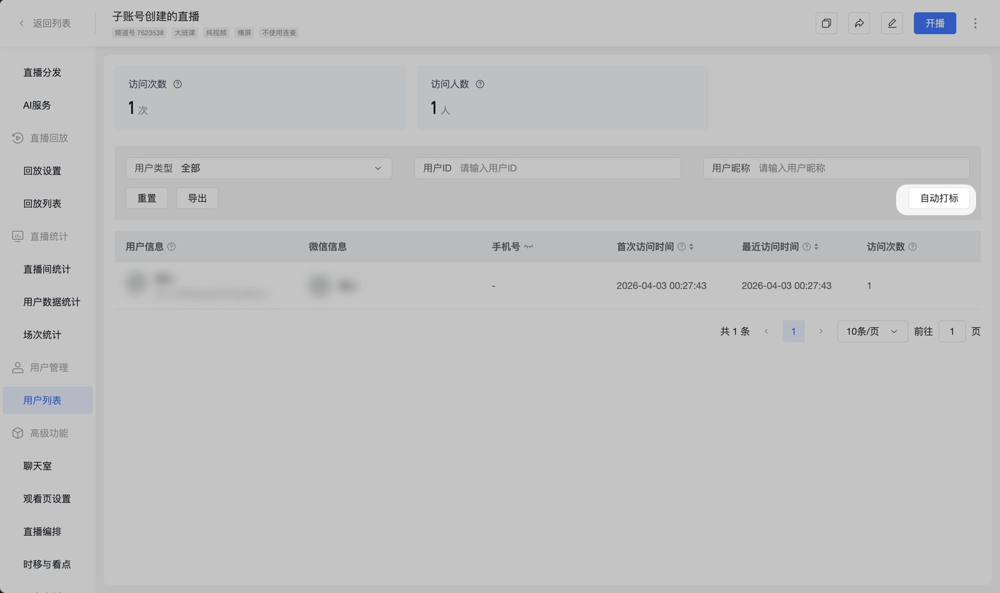 返回列表
子账号创建的直播
频道号 7623538 大班课 纯视频 横屏 不使用连麦
开播
直播分发
AI服务
直播回放
回放设置
回放列表
直播统计
直播间统计
用户数据统计
场次统计
用户管理
用户列表
高级功能
聊天室
观看页设置
直播编排
时移与看点
访问次数
1 次
访问人数
1 人
用户类型 全部
用户ID 请输入用户ID
用户昵称 请输入用户昵称
重置 导出 自动打标
用户信息 微信信息 手机号 首次访问时间 最近访问时间 访问次数
- 2026-04-03 00:27:43 2026-04-03 00:27:43 1
共 1 条 1 10条/页 前往 1 页